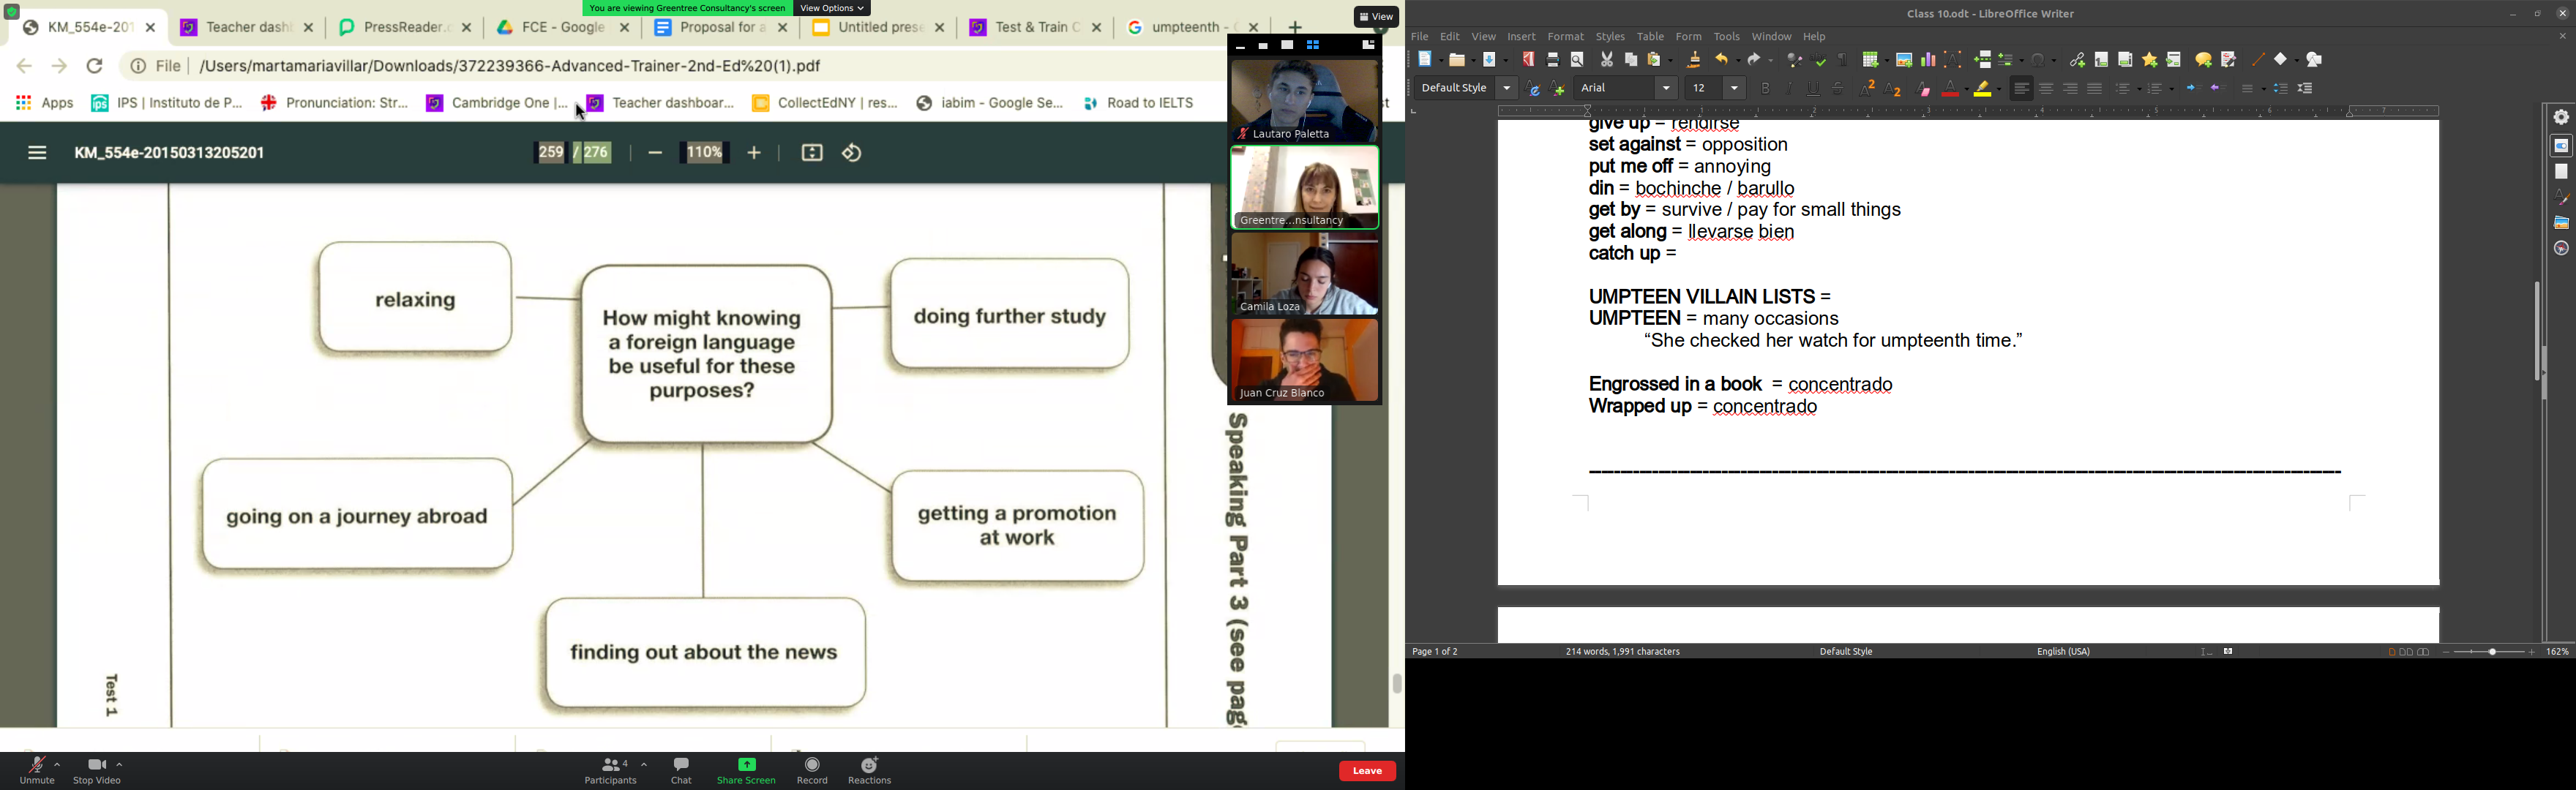 You are viewing Greentree Consultancy's screen
View Options
View
KM_554e-201
Teacher dash
PressReader.c
FCE - Google
Proposal for a
Untitled prese
Test & Train C
umpteenth -
File
/Users/martamariavillar/Downloads/372239366-Advanced-Trainer-2nd-Ed%20(1).pdf
Apps
IPS | Instituto de P...
Pronunciation: Str...
Cambridge One |...
Teacher dashboar...
CollectEdNY | res...
iabim - Google Se...
Road to IELTS
KM_554e-20150313205201
259 / 276
110%
Lautaro Paletta
Greentre...nsultancy
Camila Loza
Juan Cruz Blanco
relaxing
How might knowing
a foreign language
be useful for these
purposes?
doing further study
going on a journey abroad
getting a promotion
at work
finding out about the news
Speaking Part 3 (see pag
Test 1
Unmute
Stop Video
Participants
4
Chat
Share Screen
Record
Reactions
Leave
Class 10.odt - LibreOffice Writer
File Edit View Insert Format Styles Table Form Tools Window Help
Default Style
Arial
12
give up = rendirse
set against = opposition
put me off = annoying
din = bochinche / barullo
get by = survive / pay for small things
get along = llevarse bien
catch up =
UMPTEEN VILLAIN LISTS =
UMPTEEN = many occasions
“She checked her watch for umpteenth time.”
Engrossed in a book = concentrado
Wrapped up = concentrado
Page 1 of 2
214 words, 1,991 characters
Default Style
English (USA)
162%